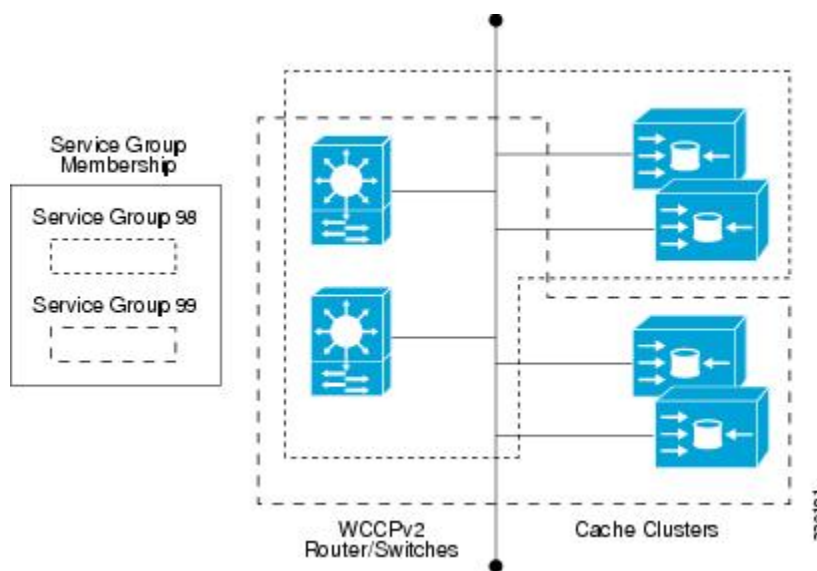 Service Group
Membership
Service Group 98
Service Group 99
WCCPv2
Router/Switches
Cache Clusters